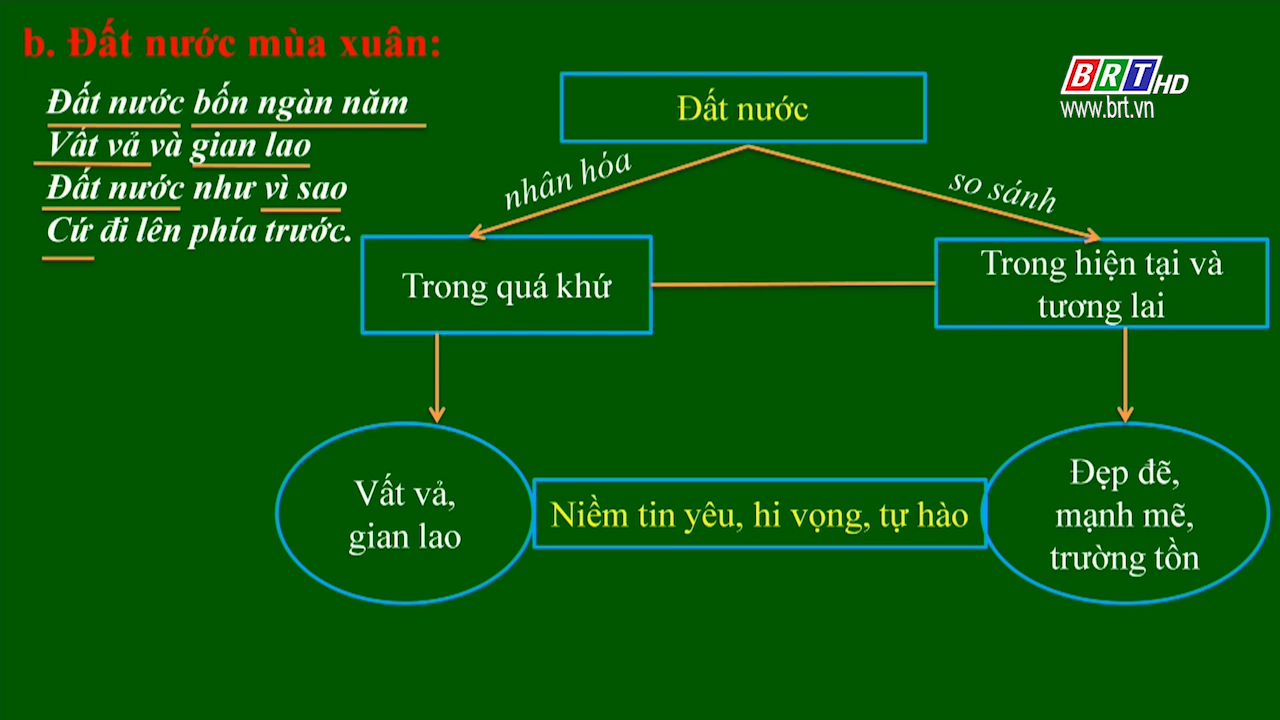 b. Đất nước mùa xuân:
Đất nước bốn ngàn năm
Vất vả và gian lao
Đất nước như vì sao
Cứ đi lên phía trước.
BRT HD
www.brt.vn
Đất nước
nhân hóa
so sánh
Trong quá khứ
Trong hiện tại và
tương lai
Vất vả,
gian lao
Niềm tin yêu, hi vọng, tự hào
Đẹp đẽ,
mạnh mẽ,
trường tồn